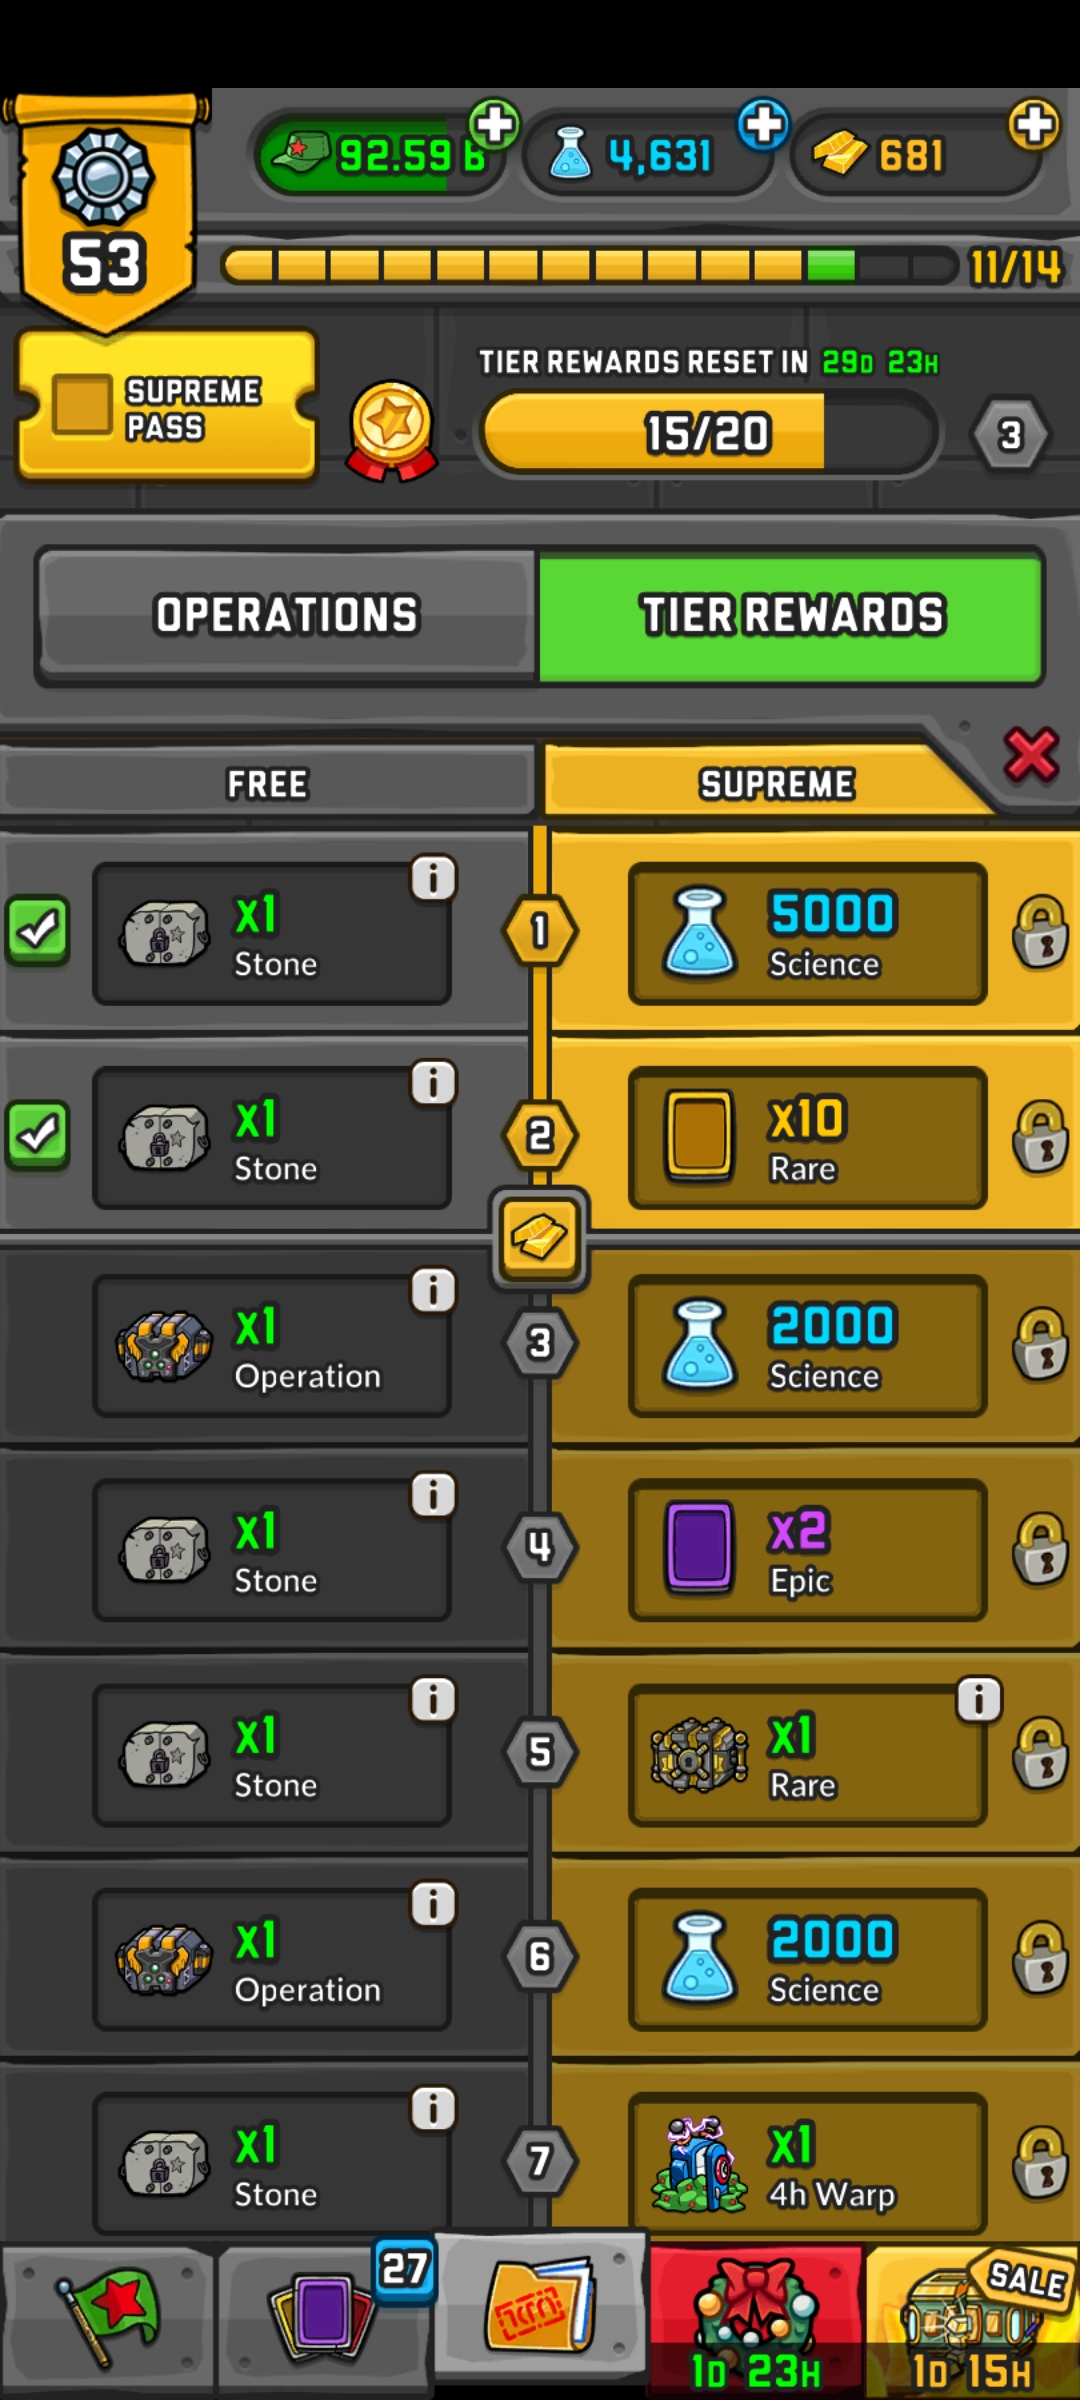 92.59 B
4,631
681
53
11/14
SUPREME
PASS
TIER REWARDS RESET IN 29D 23H
15/20
3
OPERATIONS
TIER REWARDS
FREE
SUPREME
x1
Stone
1
5000
Science
x1
Stone
2
x10
Rare
x1
Operation
3
2000
Science
x1
Stone
4
x2
Epic
x1
Stone
5
x1
Rare
x1
Operation
6
2000
Science
x1
Stone
7
x1
4h Warp
27
SALE
1D 23H
1D 15H